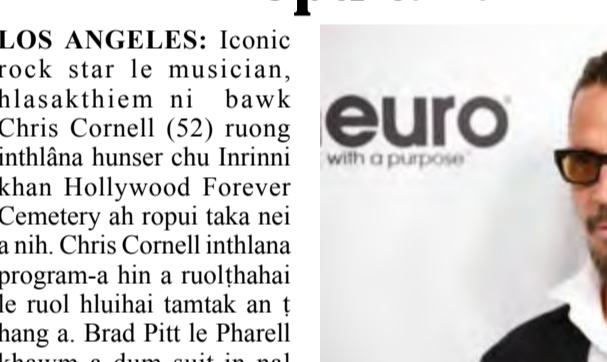 LOS ANGELES: Iconic
rock star le musician,
hlasakthiem ni bawk
Chris Cornell (52) ruong
inthlâna hunser chu Inrinni
khan Hollywood Forever
Cemetery ah ropui taka nei
a nih. Chris Cornell inthlana
program-a hin a ruolṭhahai
le ruol hluihai tamtak an ṭ
hang a. Brad Pitt le Pharell
euro
with a purpose